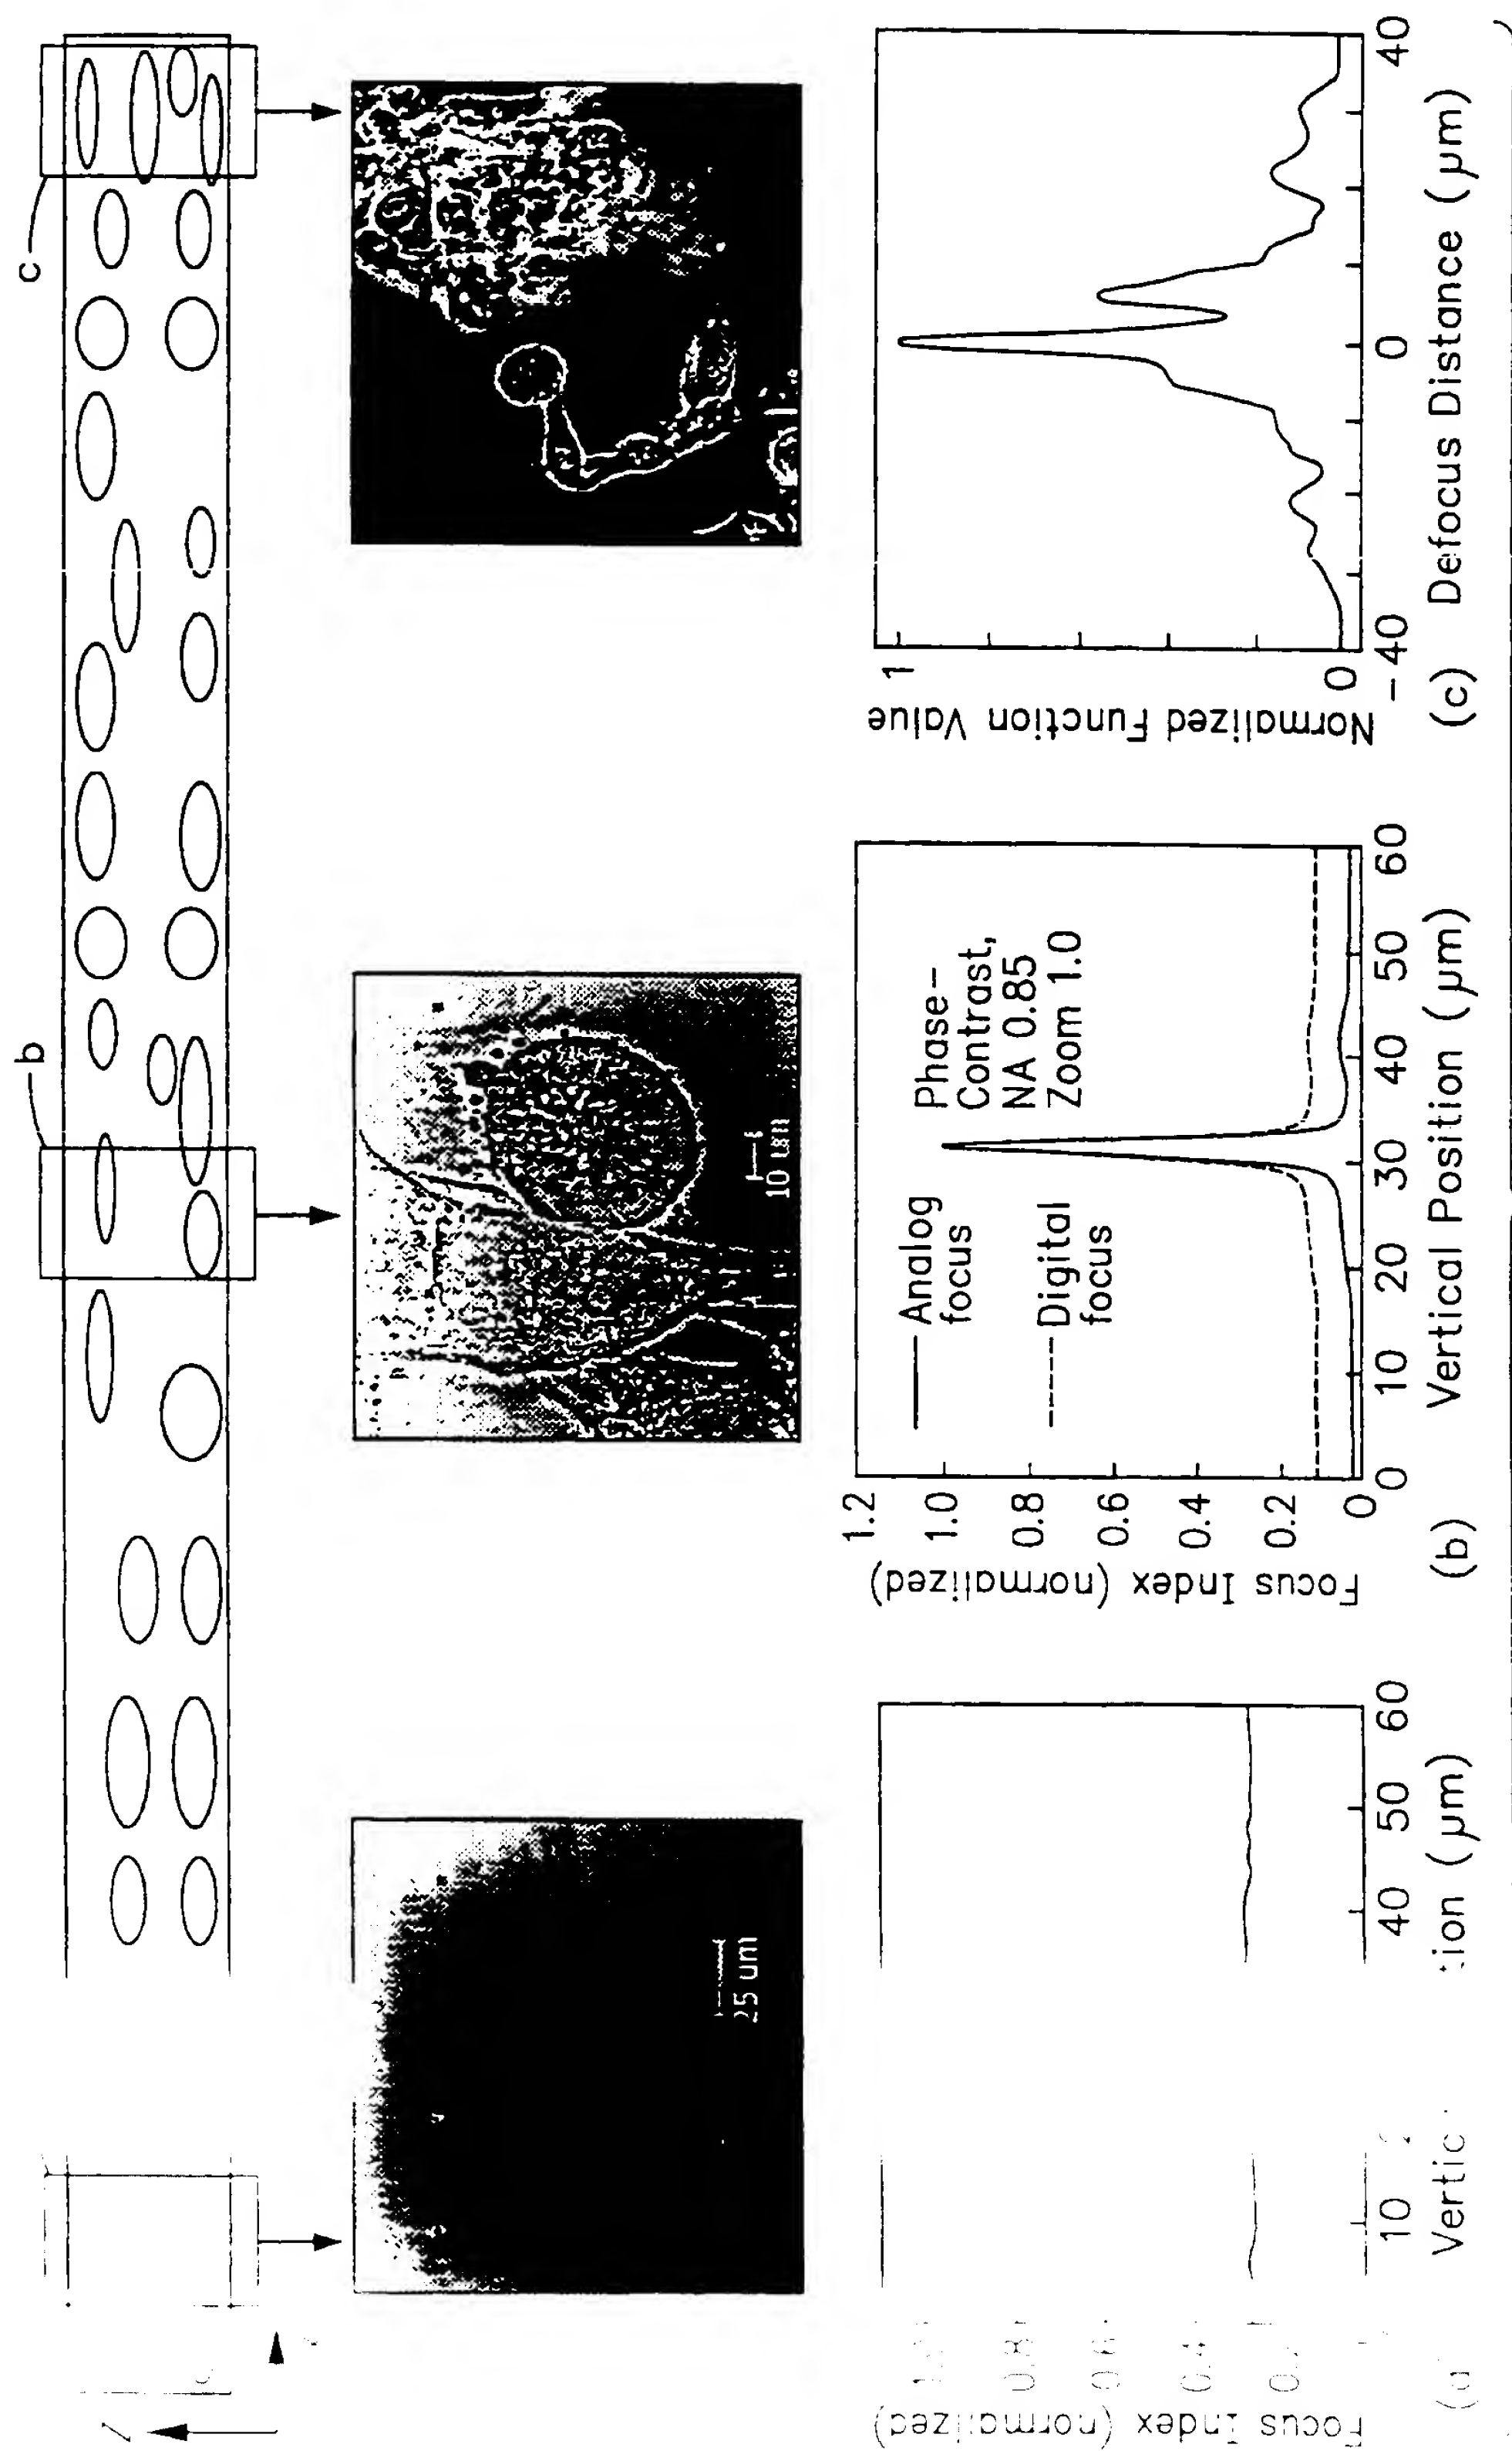 b
c
25 um
10 um
Focus Index (normalized)
10
40
50
60
(b)
Focus Index (normalized)
1.2
1.0
0.8
0.6
0.4
0.2
0
Analog
focus
Digital
focus
Phase-
Contrast,
NA 0.85
Zoom 1.0
0
10
20
30
40
50
60
Vertical Position (µm)
(c)
Normalized Function Value
1
0
-40
0
40
Defocus Distance (µm)